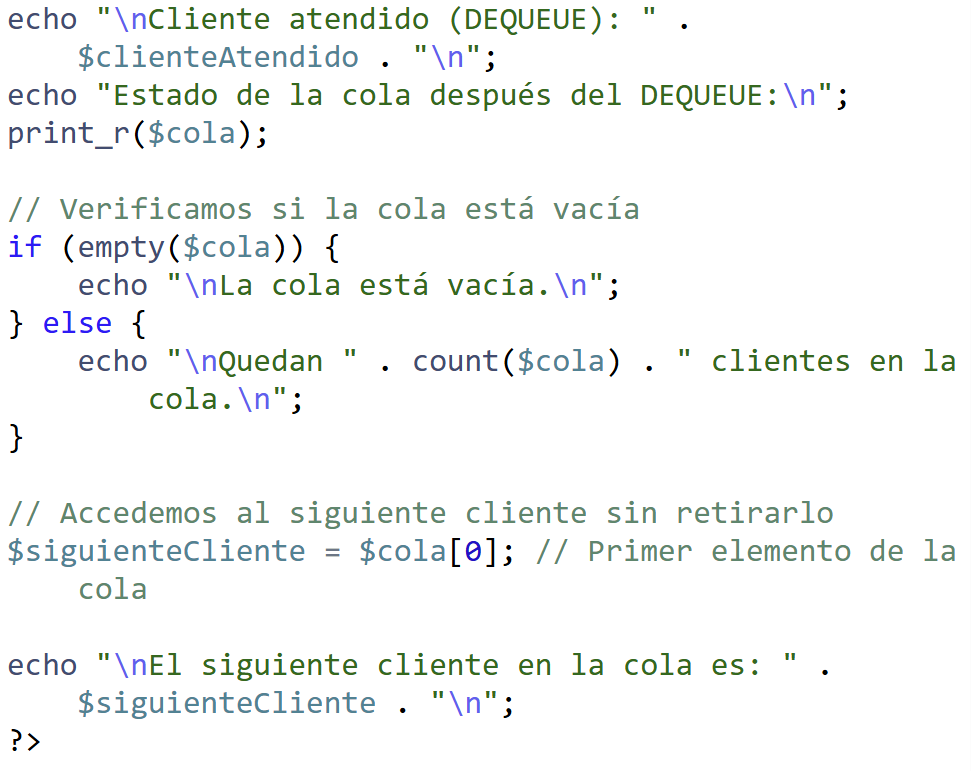 echo "\nCliente atendido (DEQUEUE): " .
    $clienteAtendido . "\n";
echo "Estado de la cola después del DEQUEUE:\n";
print_r($cola);

// Verificamos si la cola está vacía
if (empty($cola)) {
    echo "\nLa cola está vacía.\n";
} else {
    echo "\nQuedan " . count($cola) . " clientes en la
        cola.\n";
}

// Accedemos al siguiente cliente sin retirarlo
$siguienteCliente = $cola[0]; // Primer elemento de la
    cola

echo "\nEl siguiente cliente en la cola es: " .
    $siguienteCliente . "\n";
?>